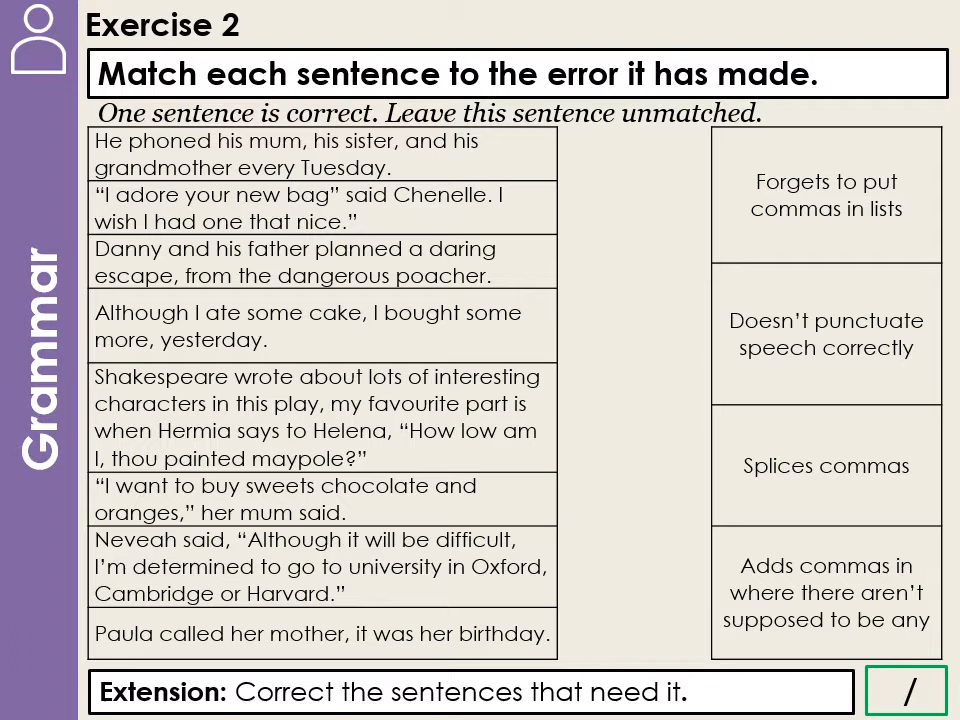 Exercise 2
Match each sentence to the error it has made.
One sentence is correct. Leave this sentence unmatched.
He phoned his mum, his sister, and his
grandmother every Tuesday.
“I adore your new bag” said Chenelle. I
wish I had one that nice.”
Danny and his father planned a daring
escape, from the dangerous poacher.
Although I ate some cake, I bought some
more, yesterday.
Shakespeare wrote about lots of interesting
characters in this play, my favourite part is
when Hermia says to Helena, “How low am
I, thou painted maypole?”
“I want to buy sweets chocolate and
oranges,” her mum said.
Neveah said, “Although it will be difficult,
I’m determined to go to university in Oxford,
Cambridge or Harvard.”
Paula called her mother, it was her birthday.
Forgets to put
commas in lists
Doesn’t punctuate
speech correctly
Splices commas
Adds commas in
where there aren’t
supposed to be any
Grammar
Extension: Correct the sentences that need it.
/